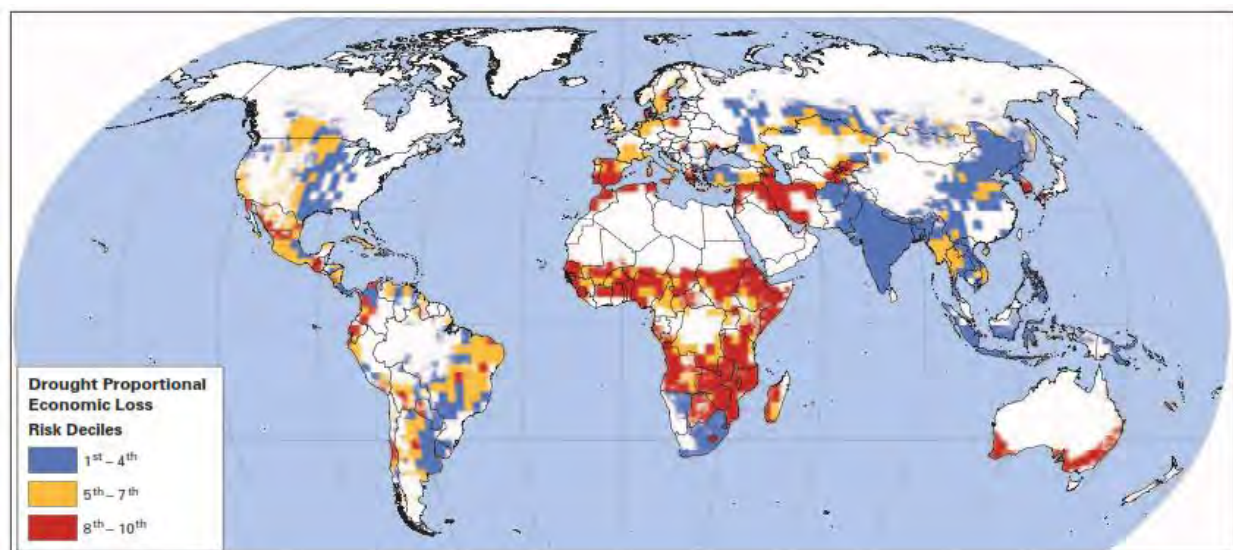 Drought Proportional
Economic Loss
Risk Deciles
1st – 4th
5th – 7th
8th – 10th